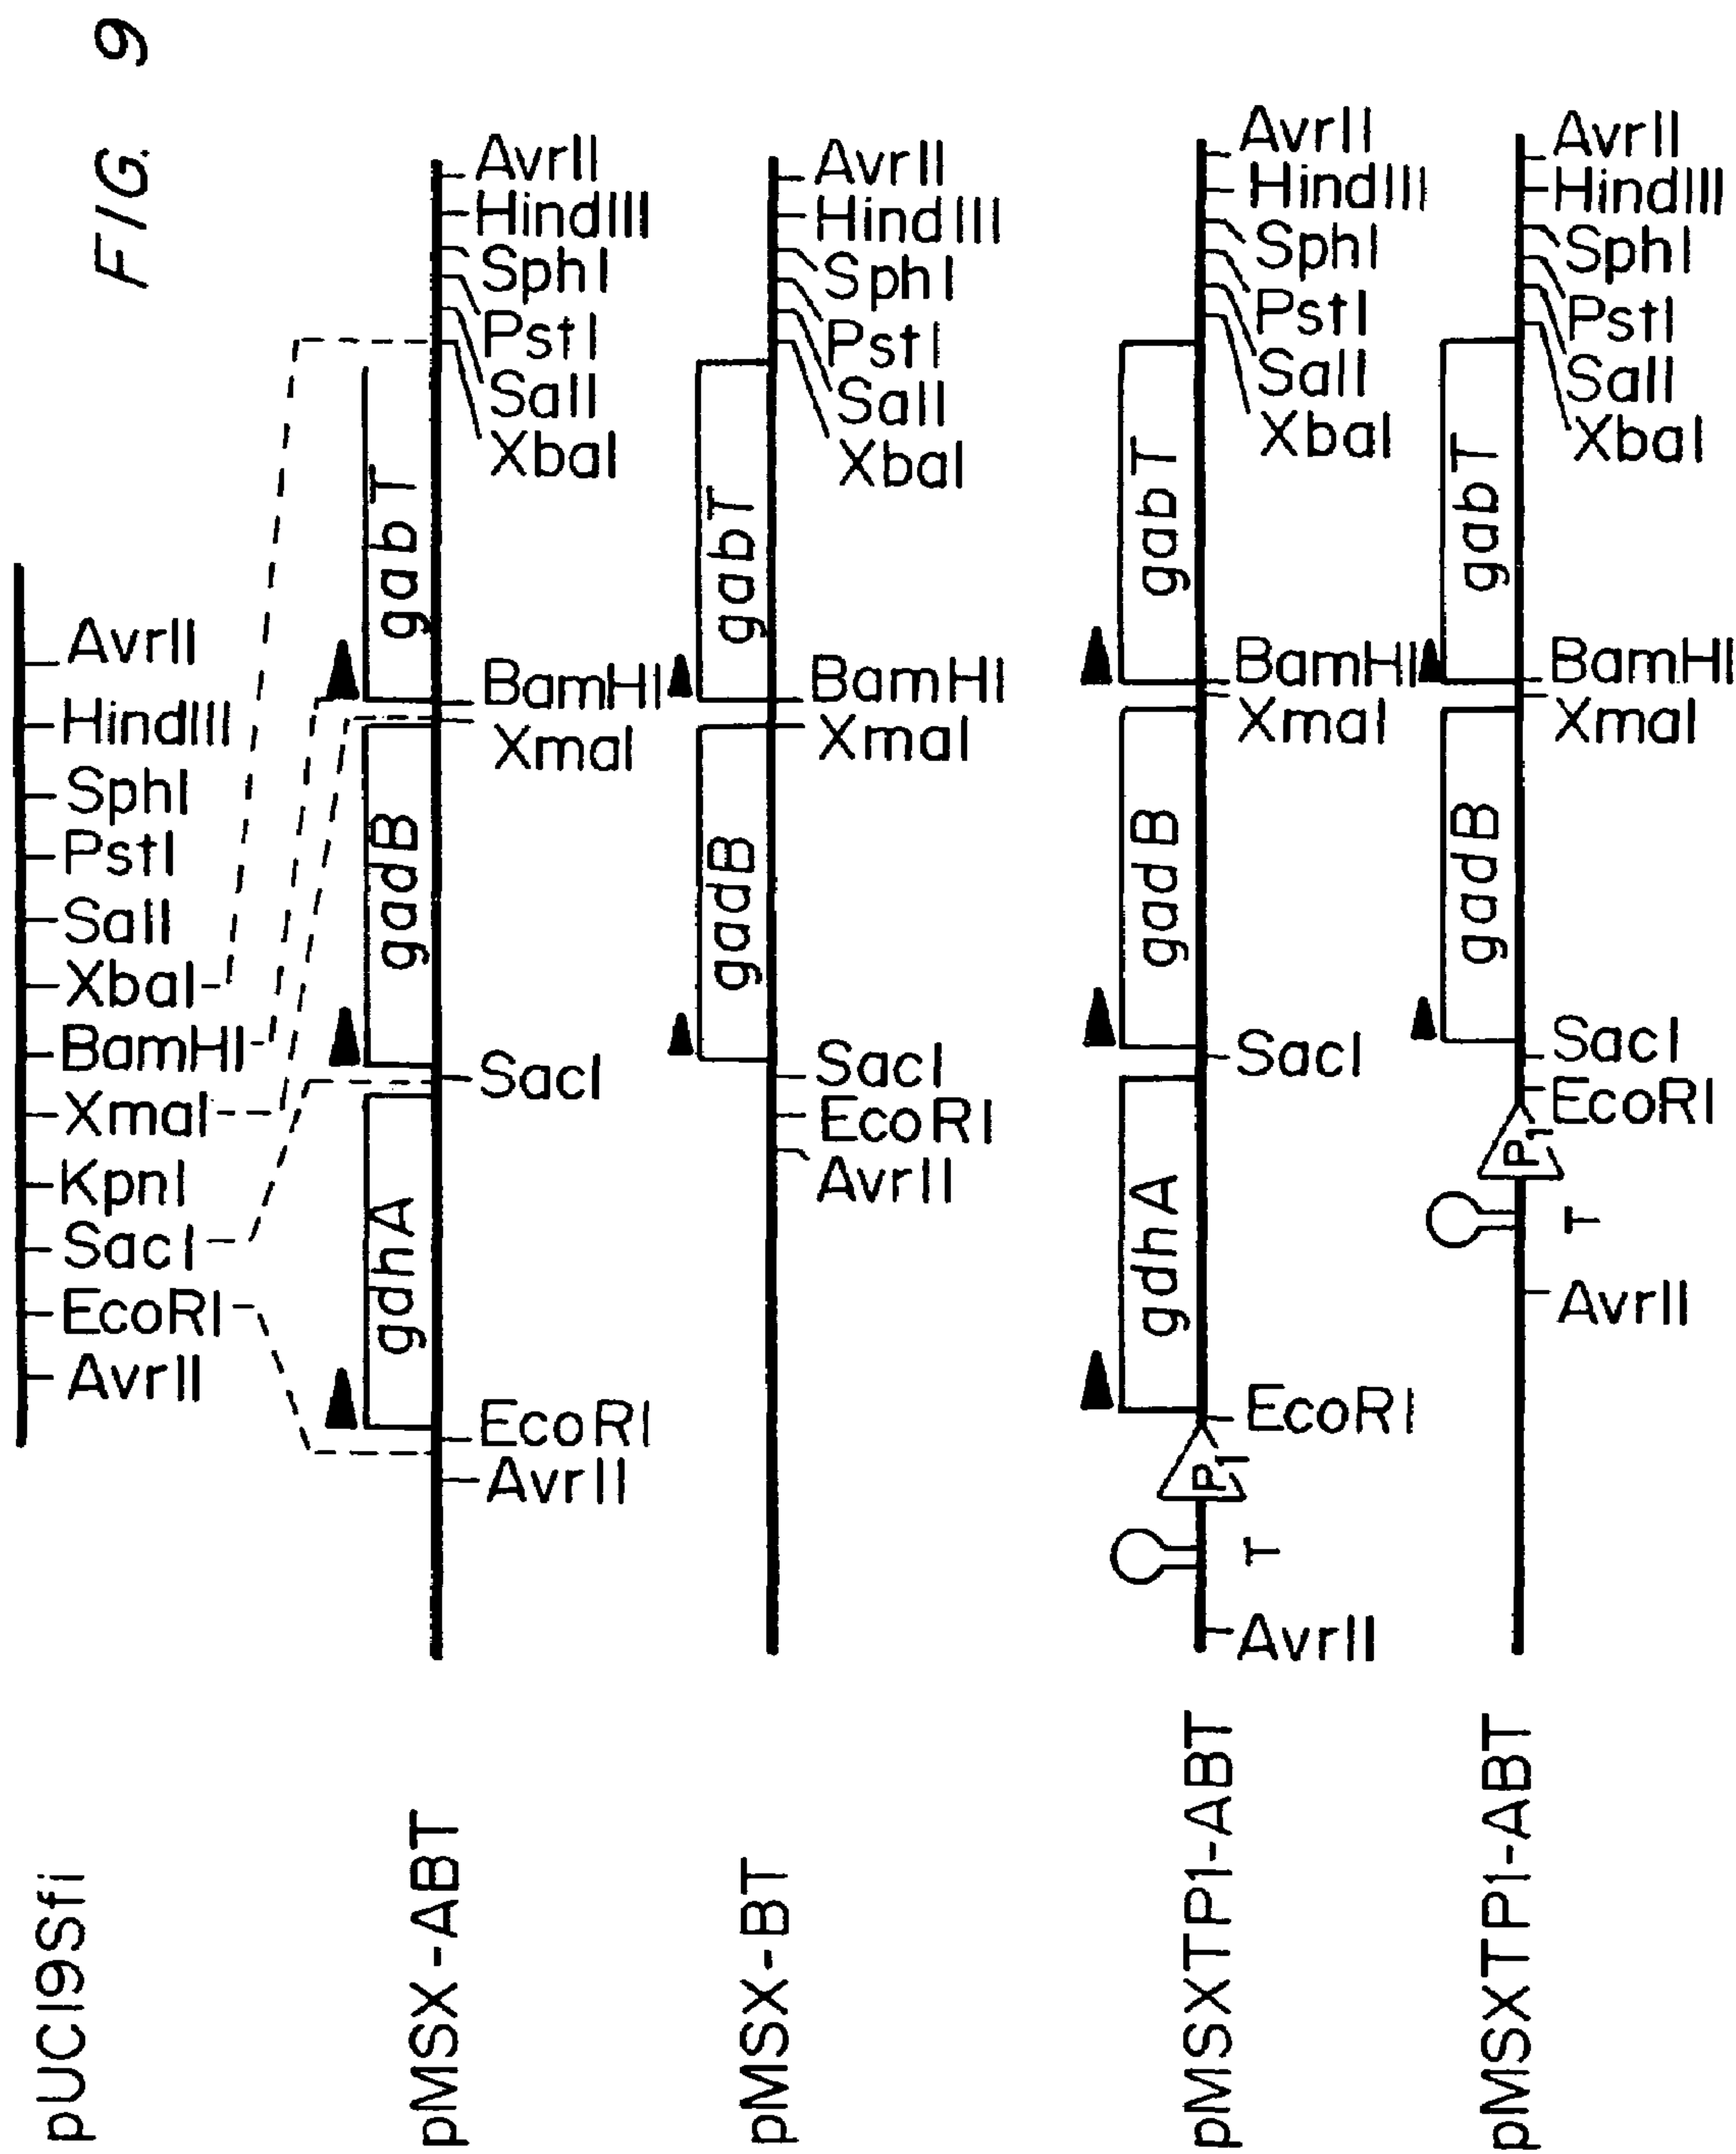 FIG. 9
pUC19Sfi
AvrII
EcoRI
SacI
KpnI
XmaI
BamHI
XbaI
SalI
PstI
SphI
HindIII
AvrII
pMSX-ABT
gdhA
gadB
gabT
AvrII
EcoRI
SacI
XmaI
BamHI
XbaI
SalI
PstI
SphI
HindIII
AvrII
pMSX-BT
gadB
gabT
AvrII
EcoRI
SacI
XmaI
BamHI
XbaI
SalI
PstI
SphI
HindIII
AvrII
pMSXTP1-ABT
P1
gdhA
gadB
gabT
AvrII
T
EcoRI
SacI
XmaI
BamHI
XbaI
SalI
PstI
SphI
HindIII
AvrII
pMSXTP1-ABT
P1
gadB
gabT
AvrII
T
EcoRI
SacI
XmaI
BamHI
XbaI
SalI
PstI
SphI
HindIII
AvrII